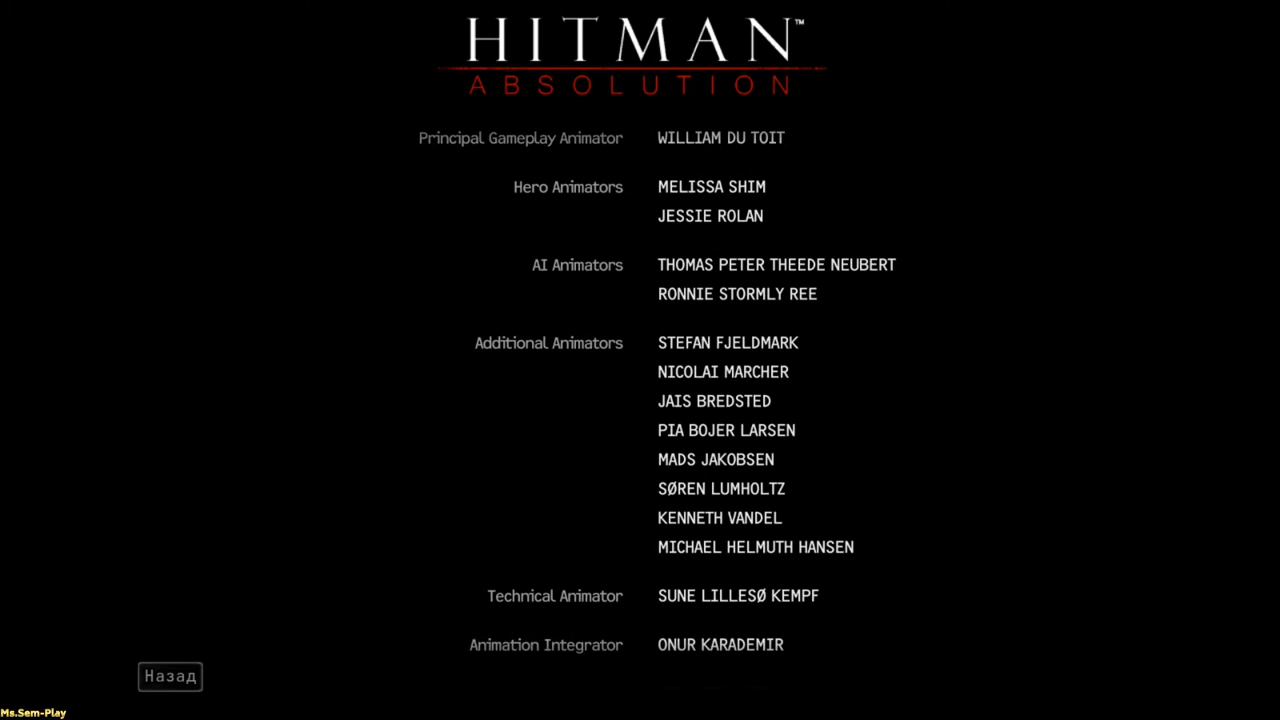 HITMAN™
ABSOLUTION
Principal Gameplay Animator WILLIAM DU TOIT
Hero Animators MELISSA SHIM
JESSIE ROLAN
AI Animators THOMAS PETER THEEDE NEUBERT
RONNIE STORMLY REE
Additional Animators STEFAN FJELDMARK
NICOLAI MARCHER
JAIS BREDSTED
PIA BOJER LARSEN
MADS JAKOBSEN
SØREN LUMHOLTZ
KENNETH VANDEL
MICHAEL HELMUTH HANSEN
Technical Animator SUNE LILLESØ KEMPF
Animation Integrator ONUR KARADEMIR
Назад
Ms.Sem-Play